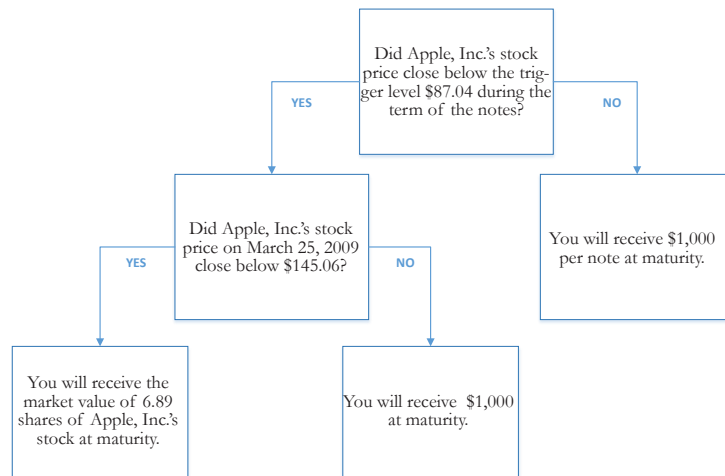 Did Apple, Inc.'s stock
price close below the trig-
ger level $87.04 during the
term of the notes?
YES
NO
Did Apple, Inc.'s stock
price on March 25, 2009
close below $145.06?
You will receive $1,000
per note at maturity.
YES
NO
You will receive the
market value of 6.89
shares of Apple, Inc.'s
stock at maturity.
You will receive $1,000
at maturity.